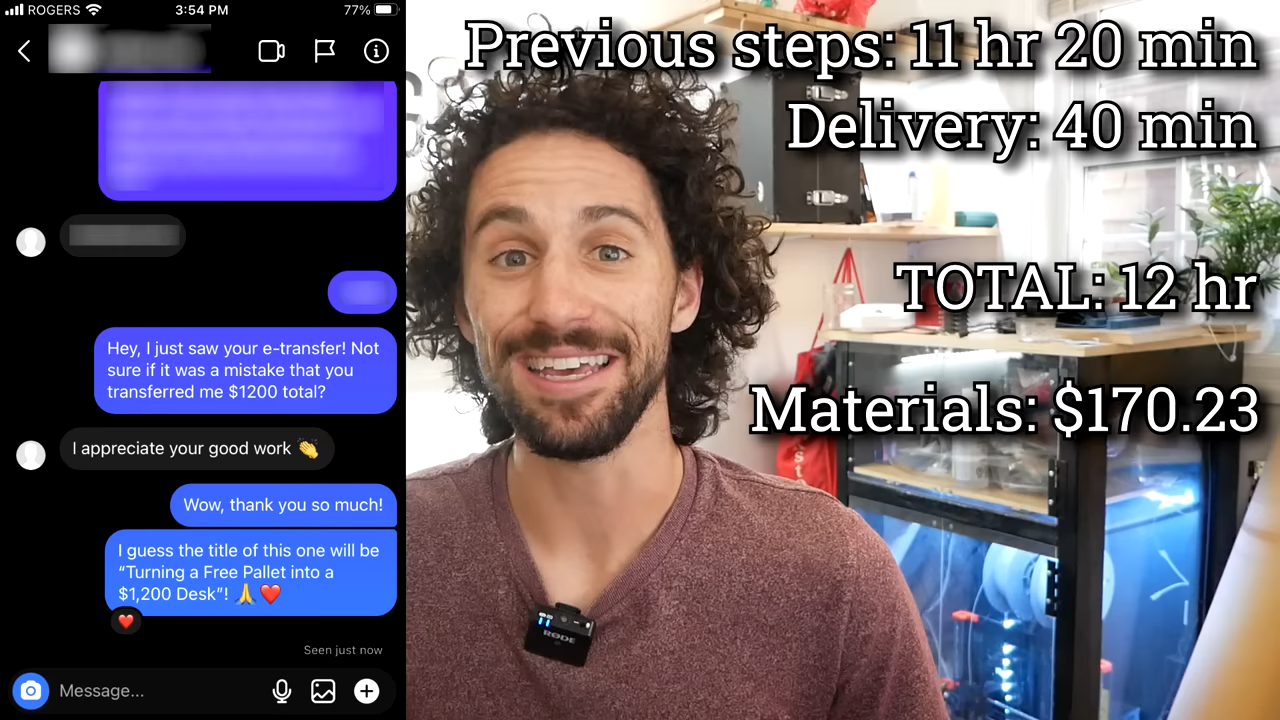 ROGERS
3:54 PM
77%
Hey, I just saw your e-transfer! Not
sure if it was a mistake that you
transferred me $1200 total?
I appreciate your good work 👏
Wow, thank you so much!
I guess the title of this one will be
“Turning a Free Pallet into a
$1,200 Desk”! 🙏 ❤️
❤️
Seen just now
Message...
Previous steps: 11 hr 20 min
Delivery: 40 min
TOTAL: 12 hr
Materials: $170.23
RØDE